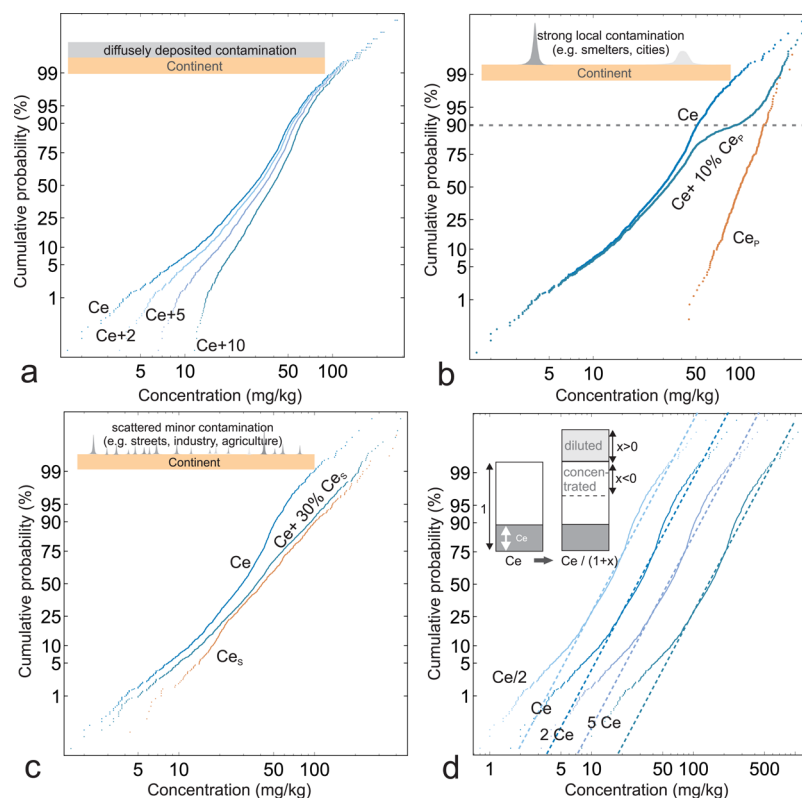 a
diffusely deposited contamination
Continent
Cumulative probability (%)
99
95
90
75
50
25
10
5
1
Ce
Ce+2
Ce+5
Ce+10
5
10
50
100
Concentration (mg/kg)
b
strong local contamination
(e.g. smelters, cities)
Continent
Cumulative probability (%)
99
95
90
75
50
25
10
5
1
Ce
Ce+ 10% Ceₚ
Ceₚ
5
10
50
100
Concentration (mg/kg)
c
scattered minor contamination
(e.g. streets, industry, agriculture)
Continent
Cumulative probability (%)
99
95
90
75
50
25
10
5
1
Ce
Ce+ 30% Ceₛ
Ceₛ
5
10
50
100
Concentration (mg/kg)
d
Cumulative probability (%)
99
95
90
75
50
25
10
5
1
1
Ce
Ce
diluted
x>0
concen-
trated
x<0
Ce / (1+x)
Ce/2
Ce
2 Ce
5 Ce
1
5
10
50
100
500
Concentration (mg/kg)